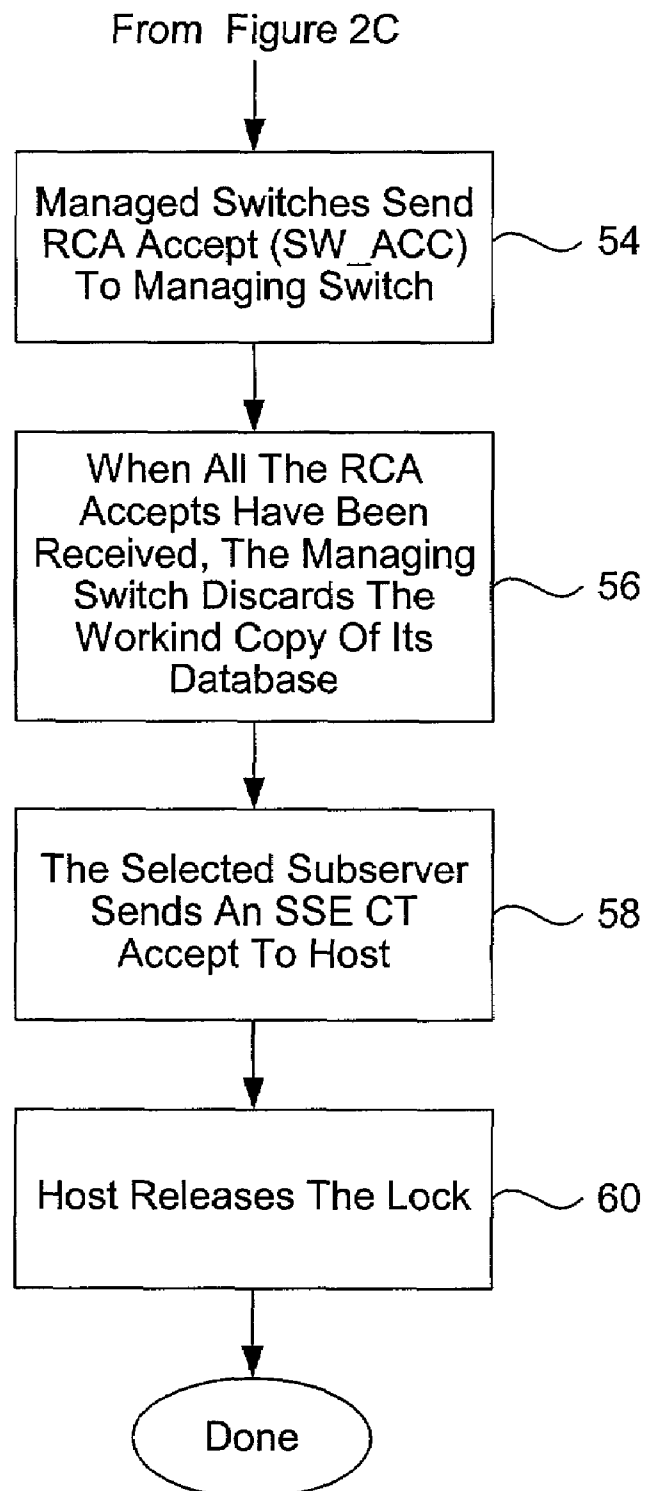 From Figure 2C
Managed Switches Send
RCA Accept (SW_ACC)
To Managing Switch
54
When All The RCA
Accepts Have Been
Received, The Managing
Switch Discards The
Workind Copy Of Its
Database
56
The Selected Subserver
Sends An SSE CT
Accept To Host
58
Host Releases The Lock
60
Done